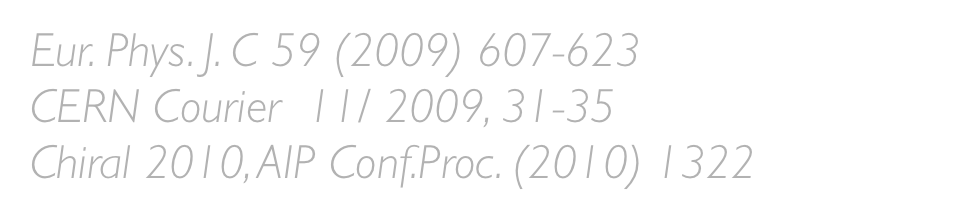 Eur. Phys. J. C 59 (2009) 607-623
CERN Courier 11/ 2009, 31-35
Chiral 2010, AIP Conf.Proc. (2010) 1322